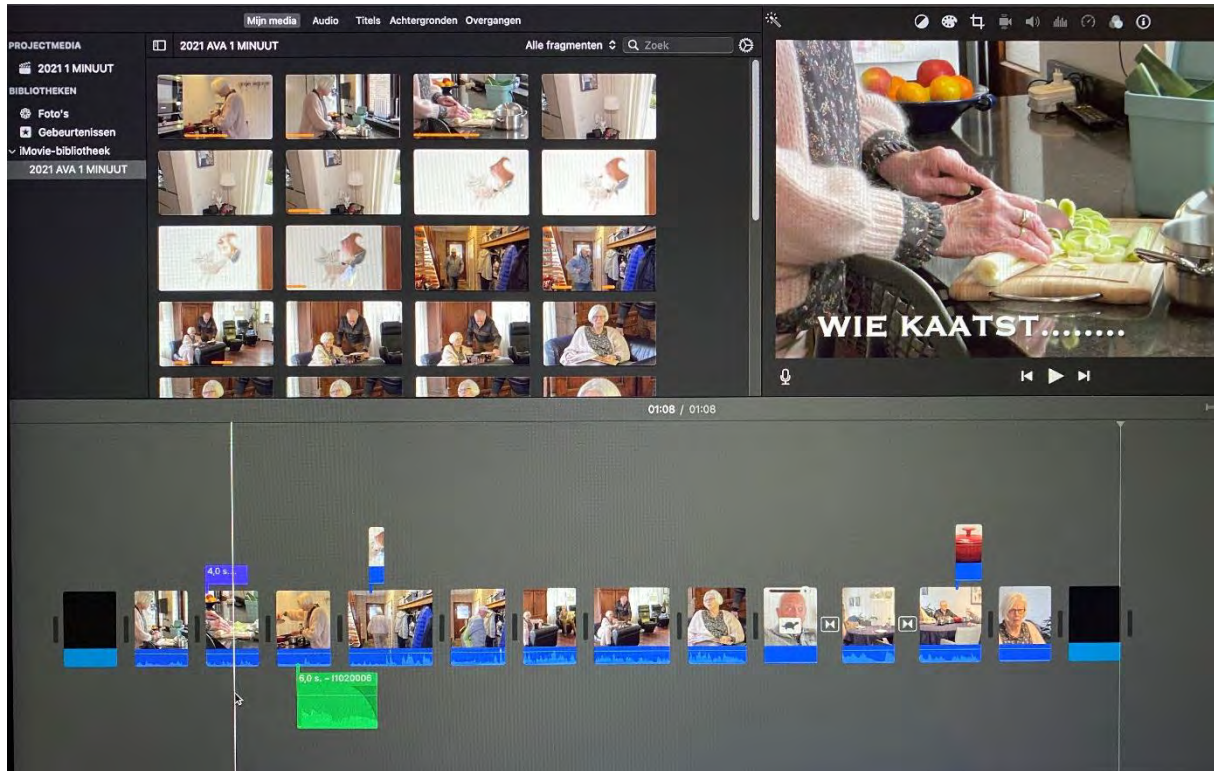 Mijn media Audio Titels Achtergronden Overgangen
PROJECTMEDIA
2021 1 MINUUT
BIBLIOTHEKEN
Foto's
Gebeurtenissen
iMovie-bibliotheek
2021 AVA 1 MINUUT
2021 AVA 1 MINUUT
Alle fragmenten
Zoek
WIE KAATST........
01:08 / 01:08
4,0 s...
6,0 s. – I1020006